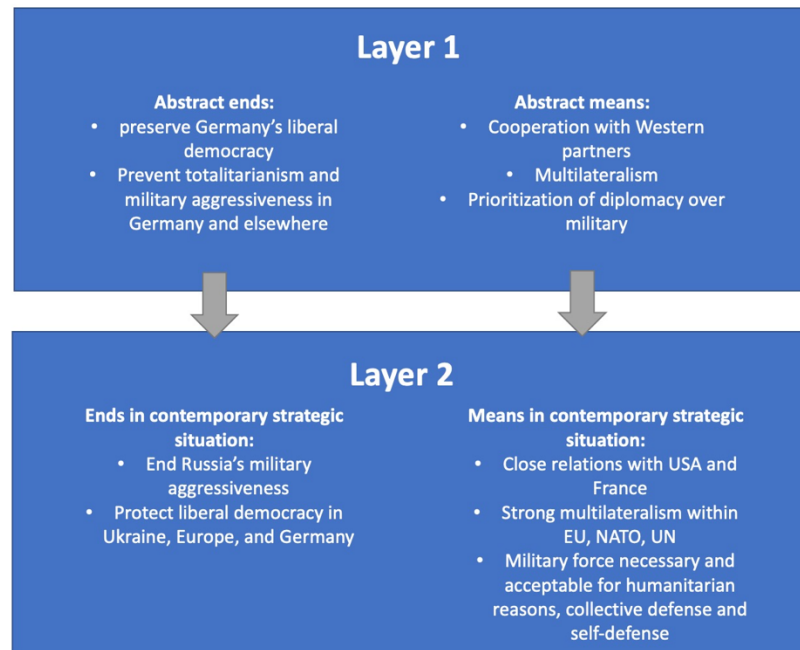 Layer 1
Abstract ends:
• preserve Germany's liberal
democracy
• Prevent totalitarianism and
military aggressiveness in
Germany and elsewhere
Abstract means:
• Cooperation with Western
partners
• Multilateralism
• Prioritization of diplomacy over
military
Layer 2
Ends in contemporary strategic
situation:
• End Russia's military
aggressiveness
• Protect liberal democracy in
Ukraine, Europe, and Germany
Means in contemporary strategic
situation:
• Close relations with USA and
France
• Strong multilateralism within
EU, NATO, UN
• Military force necessary and
acceptable for humanitarian
reasons, collective defense and
self-defense